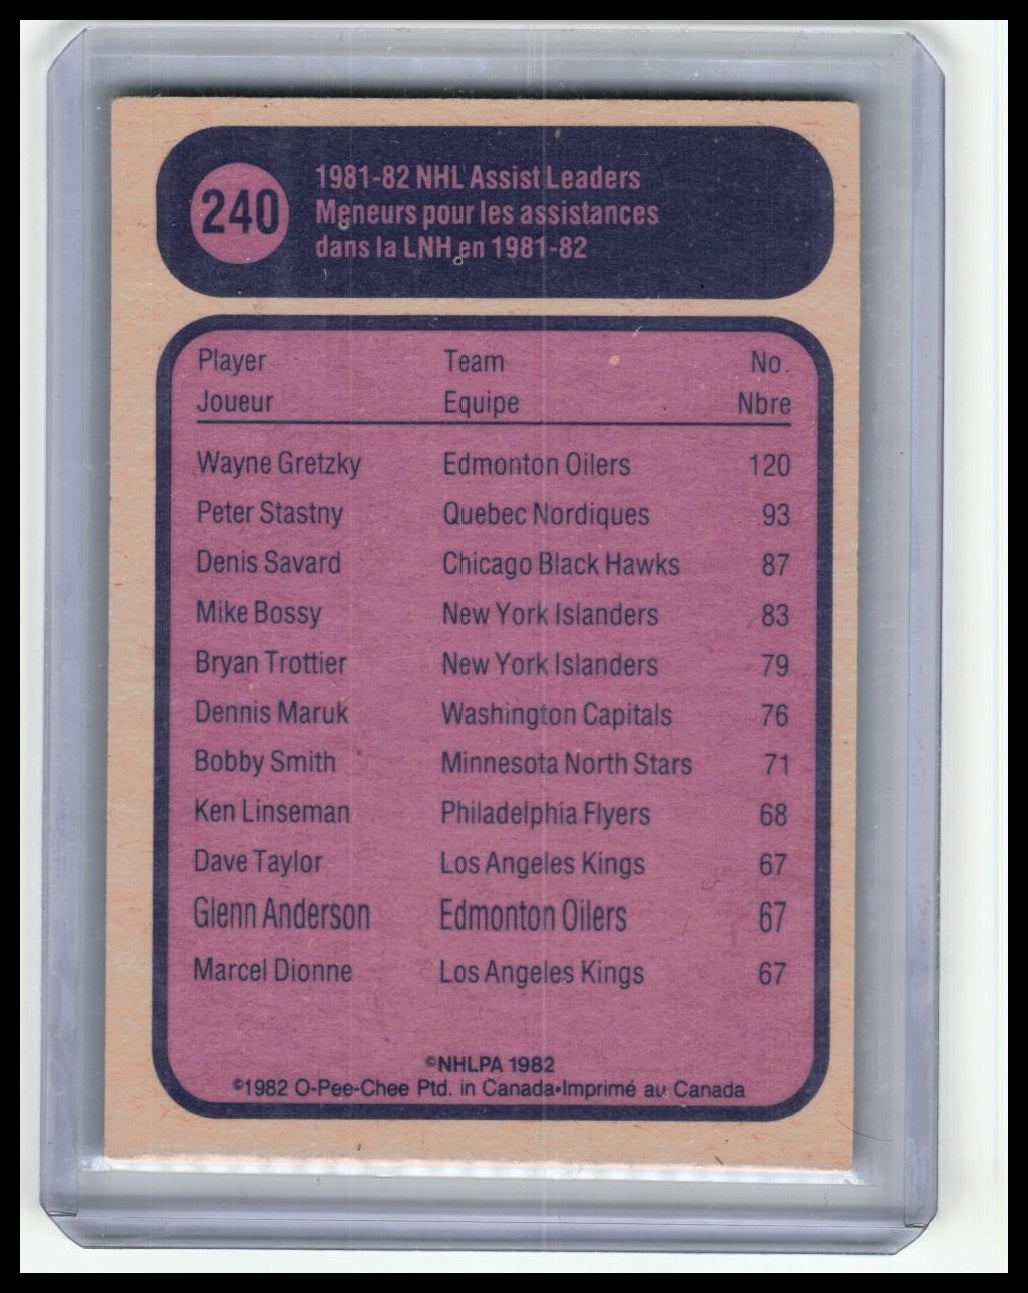 240
1981-82 NHL Assist Leaders
Meneurs pour les assistances
dans la LNH en 1981-82
Player Team No.
Joueur Equipe Nbre
Wayne Gretzky Edmonton Oilers 120
Peter Stastny Quebec Nordiques 93
Denis Savard Chicago Black Hawks 87
Mike Bossy New York Islanders 83
Bryan Trottier New York Islanders 79
Dennis Maruk Washington Capitals 76
Bobby Smith Minnesota North Stars 71
Ken Linseman Philadelphia Flyers 68
Dave Taylor Los Angeles Kings 67
Glenn Anderson Edmonton Oilers 67
Marcel Dionne Los Angeles Kings 67
©NHLPA 1982
©1982 O-Pee-Chee Ptd. in Canada•Imprimé au Canada